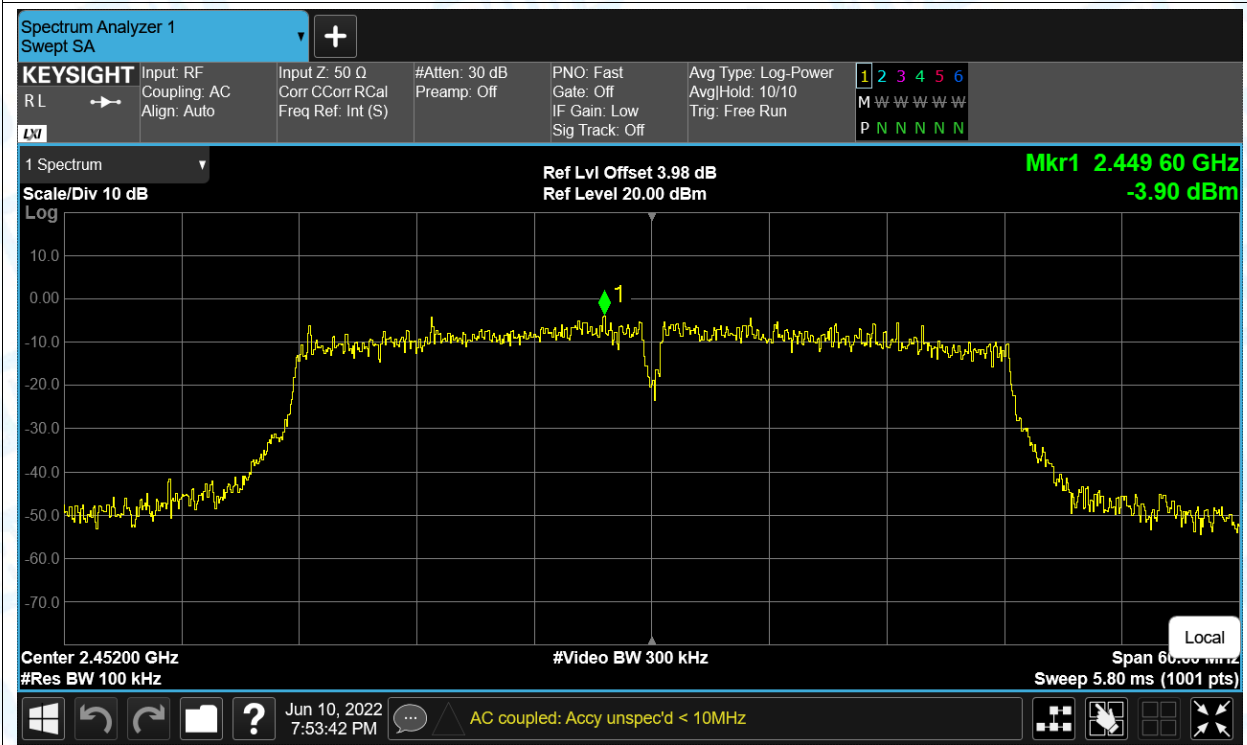 Spectrum Analyzer 1
Swept SA
KEYSIGHT
R L
LXI
Input: RF
Coupling: AC
Align: Auto
Input Z: 50 Ω
Corr CCorr RCal
Freq Ref: Int (S)
#Atten: 30 dB
Preamp: Off
PNO: Fast
Gate: Off
IF Gain: Low
Sig Track: Off
Avg Type: Log-Power
Avg|Hold: 10/10
Trig: Free Run
1 2 3 4 5 6
M W W W W W
P N N N N N
1 Spectrum
Scale/Div 10 dB
Log
Ref Lvl Offset 3.98 dB
Ref Level 20.00 dBm
Mkr1 2.449 60 GHz
-3.90 dBm
10.0
0.00
-10.0
-20.0
-30.0
-40.0
-50.0
-60.0
-70.0
1
Local
Center 2.45200 GHz
#Res BW 100 kHz
#Video BW 300 kHz
Span 60.00 MHz
Sweep 5.80 ms (1001 pts)
?
Jun 10, 2022
7:53:42 PM
AC coupled: Accy unspec'd < 10MHz